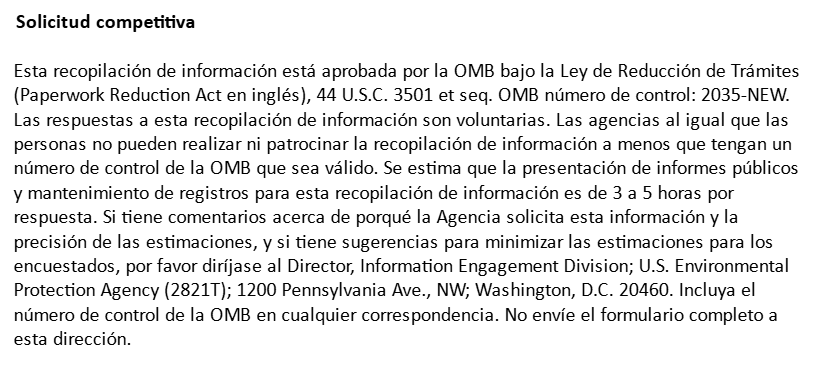 Solicitud competitiva
Esta recopilación de información está aprobada por la OMB bajo la Ley de Reducción de Trámites
(Paperwork Reduction Act en inglés), 44 U.S.C. 3501 et seq. OMB número de control: 2035-NEW.
Las respuestas a esta recopilación de información son voluntarias. Las agencias al igual que las
personas no pueden realizar ni patrocinar la recopilación de información a menos que tengan un
número de control de la OMB que sea válido. Se estima que la presentación de informes públicos
y mantenimiento de registros para esta recopilación de información es de 3 a 5 horas por
respuesta. Si tiene comentarios acerca de porqué la Agencia solicita esta información y la
precisión de las estimaciones, y si tiene sugerencias para minimizar las estimaciones para los
encuestados, por favor diríjase al Director, Information Engagement Division; U.S. Environmental
Protection Agency (2821T); 1200 Pennsylvania Ave., NW; Washington, D.C. 20460. Incluya el
número de control de la OMB en cualquier correspondencia. No envíe el formulario completo a
esta dirección.